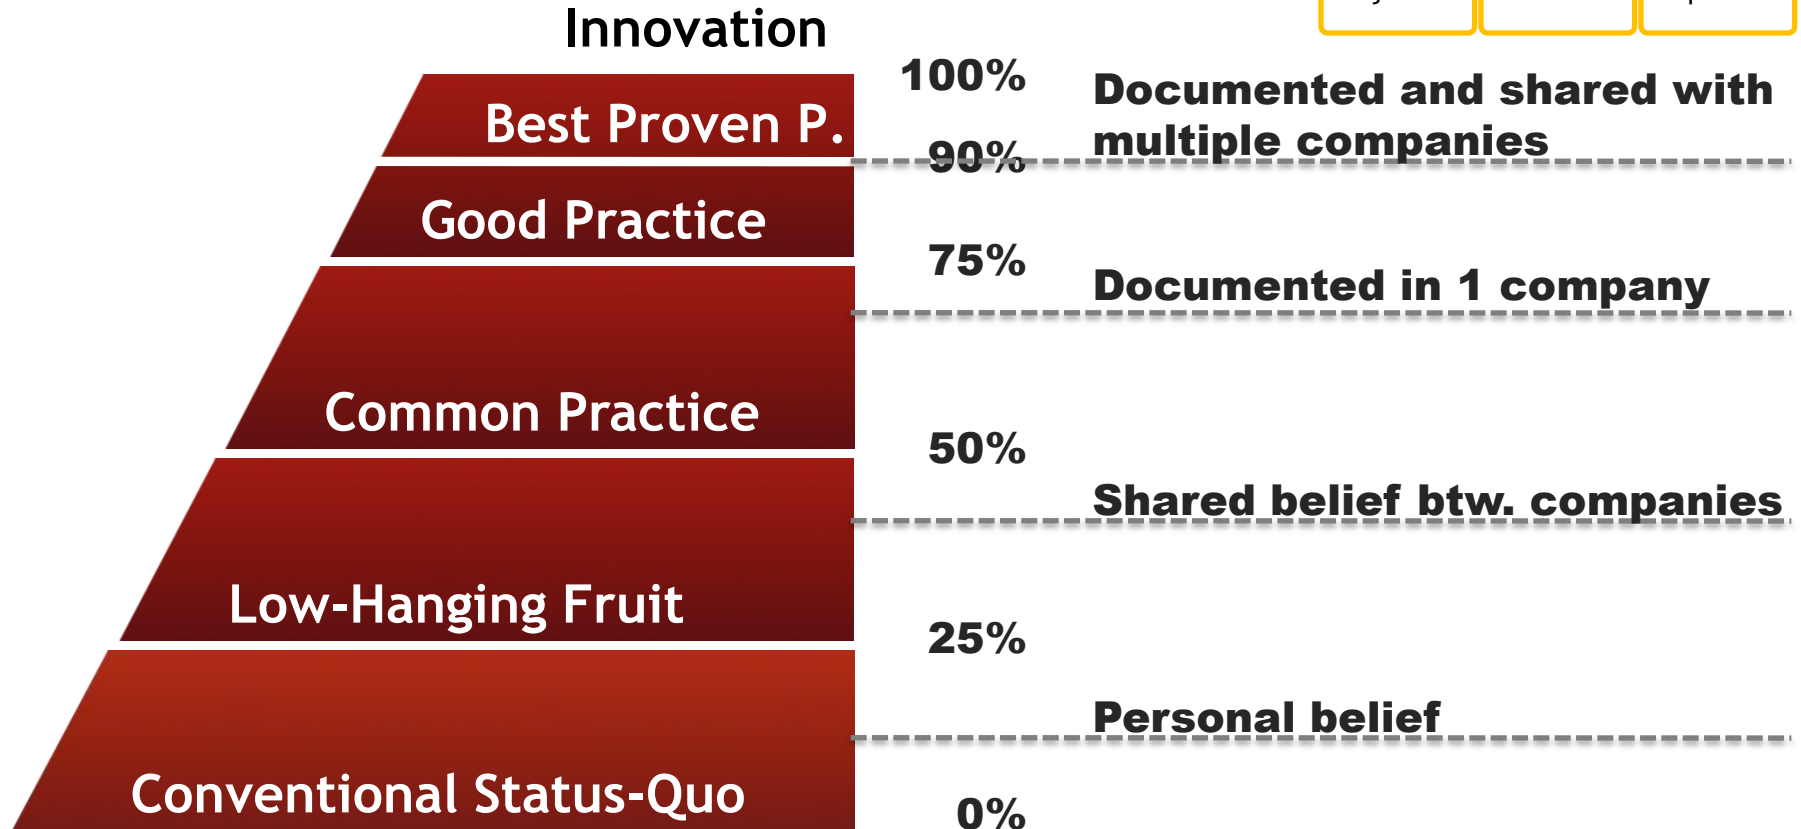 Innovation
100%
Documented and shared with
multiple companies
Best Proven P.
90%
Good Practice
75%
Documented in 1 company
Common Practice
50%
Shared belief btw. companies
Low-Hanging Fruit
25%
Personal belief
Conventional Status-Quo
0%